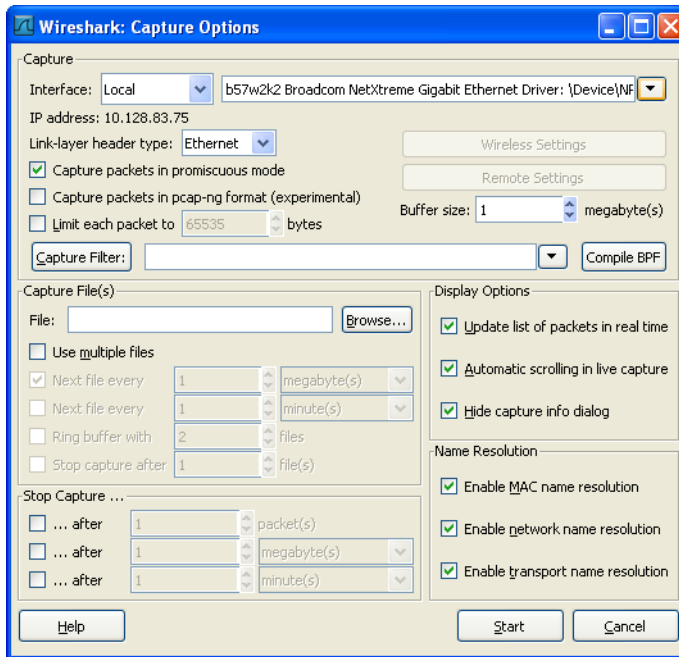 Wireshark: Capture Options
Capture
Interface: Local b57w2k2 Broadcom NetXtreme Gigabit Ethernet Driver: \Device\NF
IP address: 10.128.83.75
Link-layer header type: Ethernet Wireless Settings
Capture packets in promiscuous mode
Remote Settings
Capture packets in pcap-ng format (experimental)
Buffer size: 1 megabyte(s)
Limit each packet to 65535 bytes
Capture Filter: Compile BPF
Capture File(s)
File: Browse...
Use multiple files
Next file every 1 megabyte(s)
Next file every 1 minute(s)
Ring buffer with 2 files
Stop capture after 1 file(s)
Display Options
Update list of packets in real time
Automatic scrolling in live capture
Hide capture info dialog
Name Resolution
Enable MAC name resolution
Enable network name resolution
Enable transport name resolution
Stop Capture ...
... after 1 packet(s)
... after 1 megabyte(s)
... after 1 minute(s)
Help Start Cancel